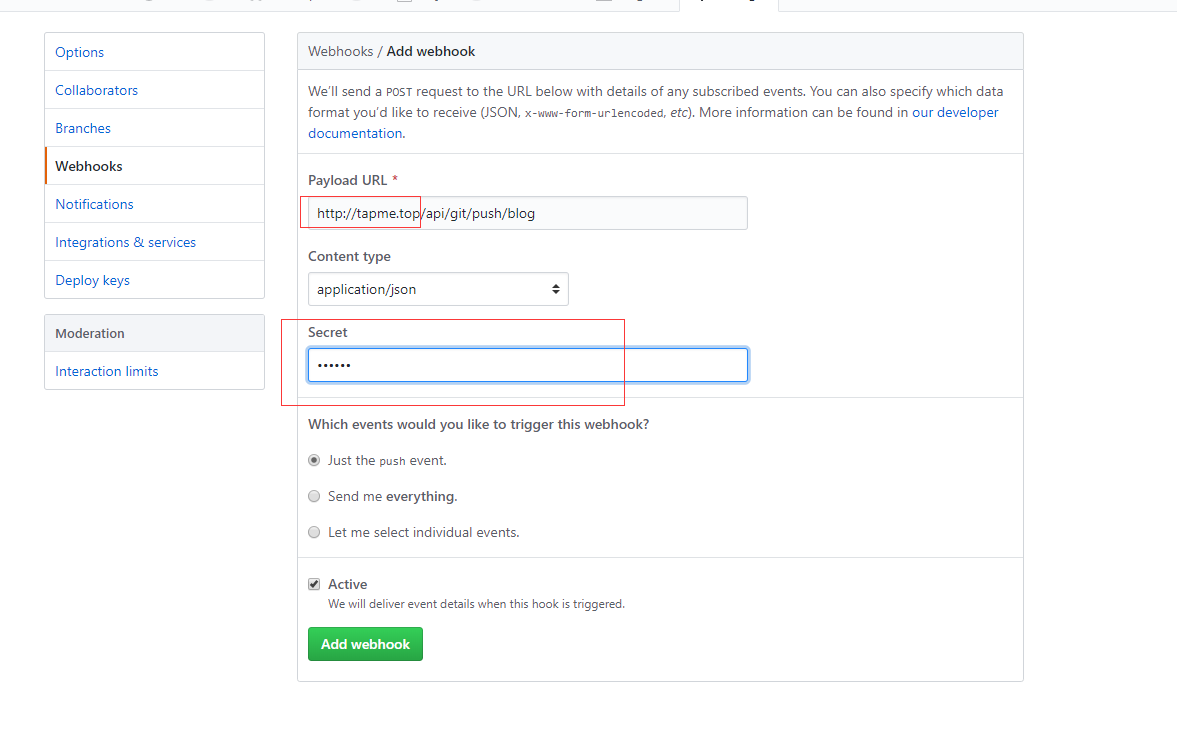 Options
Collaborators
Branches
Webhooks
Notifications
Integrations & services
Deploy keys
Moderation
Interaction limits
Webhooks / Add webhook
We’ll send a POST request to the URL below with details of any subscribed events. You can also specify which data
format you’d like to receive (JSON, x-www-form-urlencoded, etc). More information can be found in our developer
documentation.
Payload URL *
http://tapme.top/api/git/push/blog
Content type
application/json
Secret
••••••
Which events would you like to trigger this webhook?
Just the push event.
Send me everything.
Let me select individual events.
Active
We will deliver event details when this hook is triggered.
Add webhook